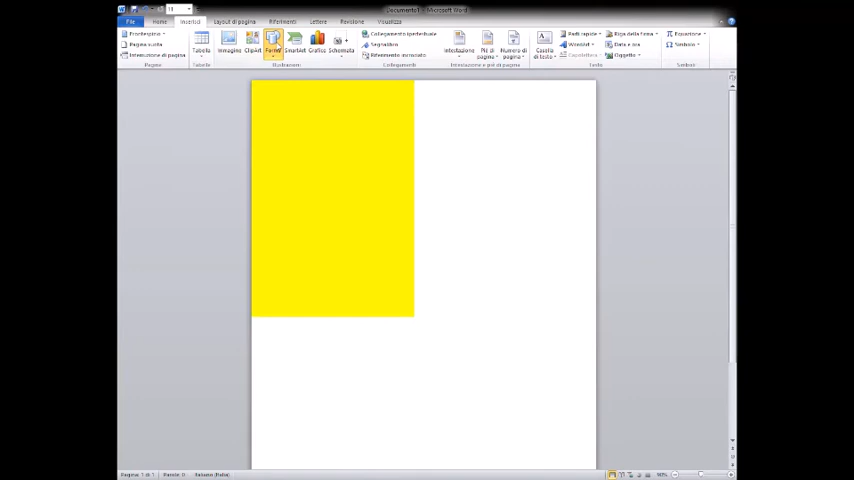 Documento1 - Microsoft Word
File Home Inserisci Layout di pagina Riferimenti Lettere Revisione Visualizza
Frontespizio
Pagina vuota
Interruzione di pagina
Pagine
Tabella
Tabelle
Immagine ClipArt Forme SmartArt Grafico Schermata
Illustrazioni
Collegamento ipertestuale
Segnalibro
Riferimento incrociato
Collegamenti
Intestazione Piè di pagina Numero di pagina
Intestazione e piè di pagina
Casella di testo
Parti rapide
WordArt
Capolettera
Riga della firma
Data e ora
Oggetto
Testo
Equazione
Simbolo
Simboli
Pagina: 1 di 1 Parole: 0 Italiano (Italia) 90%